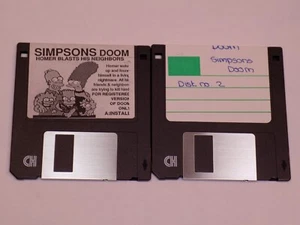 SIMPSONS DOOM
HOMER BLASTS HIS NEIGHBORS
Homer wakes
up and finds
himself in a living
nightmare. All his
friends & neighbors
are trying to kill him!
FOR REGISTERED
VERSION
OF DOOM
ONLY
A:INSTALL
Doom
Simpsons
Doom
Disk no. 2